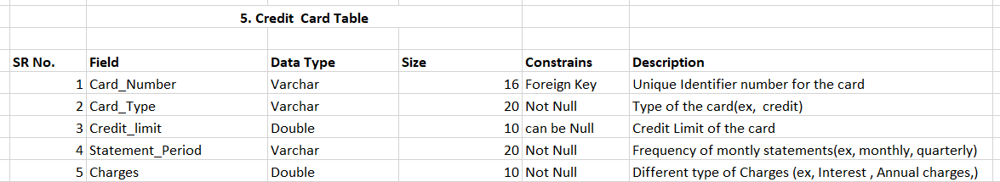 5. Credit  Card Table
SR No. Field Data Type Size Constrains Description
1 Card_Number Varchar 16 Foreign Key Unique Identifier number for the card
2 Card_Type Varchar 20 Not Null Type of the card(ex,  credit)
3 Credit_limit Double 10 can be Null Credit Limit of the card
4 Statement_Period Varchar 20 Not Null Frequency of montly statements(ex, monthly, quarterly)
5 Charges Double 10 Not Null Different type of Charges (ex, Interest , Annual charges,)